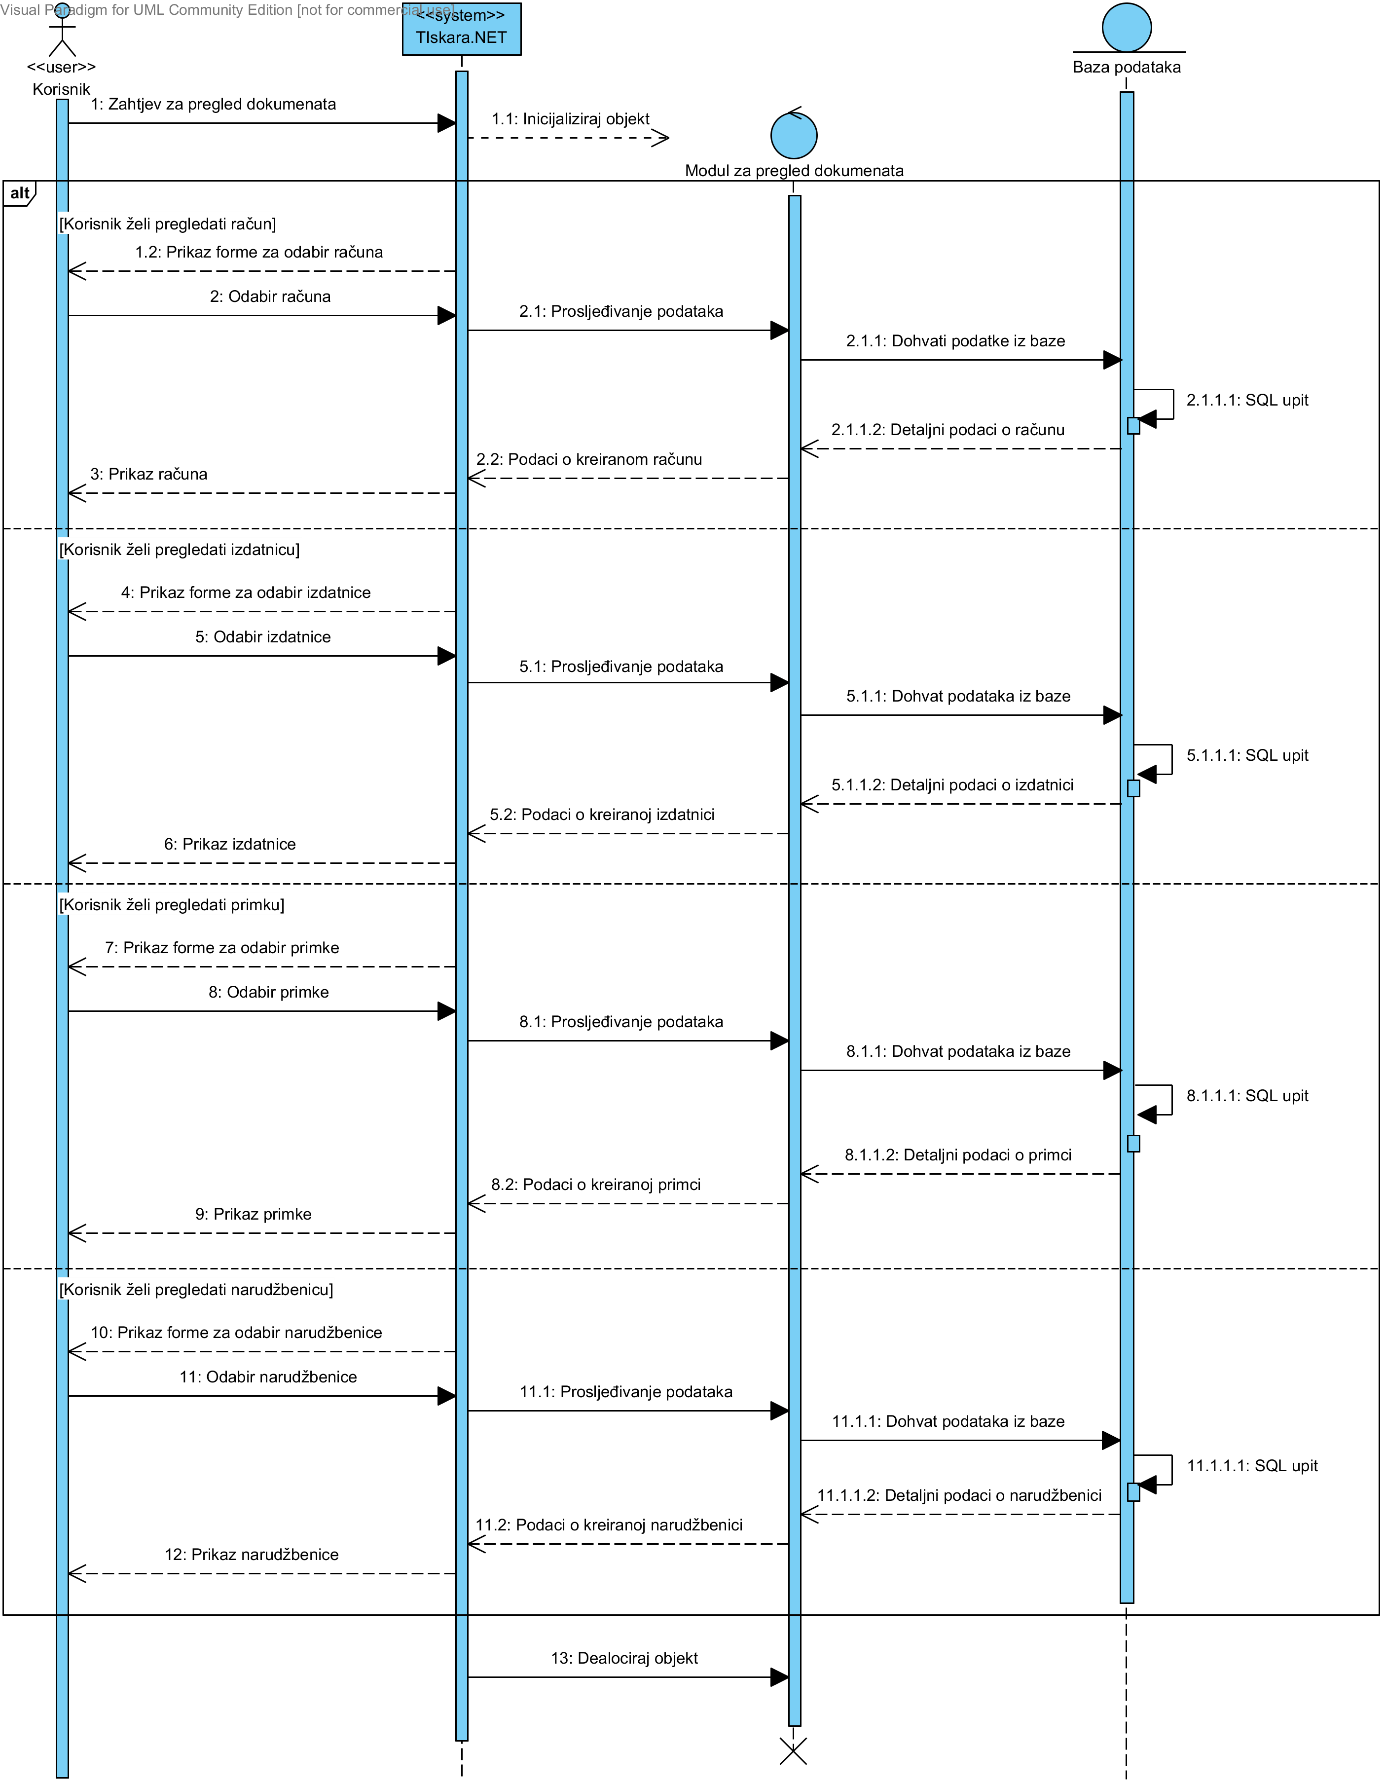 Visual Paradigm for UML Community Edition [not for commercial use]
<<system>>
TIskara.NET
<<user>>
Korisnik
Baza podataka
1: Zahtjev za pregled dokumenata
1.1: Inicijaliziraj objekt
Modul za pregled dokumenata
alt
[Korisnik želi pregledati račun]
1.2: Prikaz forme za odabir računa
2: Odabir računa
2.1: Prosljeđivanje podataka
2.1.1: Dohvati podatke iz baze
2.1.1.1: SQL upit
2.1.1.2: Detaljni podaci o računu
2.2: Podaci o kreiranom računu
3: Prikaz računa
[Korisnik želi pregledati izdatnicu]
4: Prikaz forme za odabir izdatnice
5: Odabir izdatnice
5.1: Prosljeđivanje podataka
5.1.1: Dohvat podataka iz baze
5.1.1.1: SQL upit
5.1.1.2: Detaljni podaci o izdatnici
5.2: Podaci o kreiranoj izdatnici
6: Prikaz izdatnice
[Korisnik želi pregledati primku]
7: Prikaz forme za odabir primke
8: Odabir primke
8.1: Prosljeđivanje podataka
8.1.1: Dohvat podataka iz baze
8.1.1.1: SQL upit
8.1.1.2: Detaljni podaci o primci
8.2: Podaci o kreiranoj primci
9: Prikaz primke
[Korisnik želi pregledati narudžbenicu]
10: Prikaz forme za odabir narudžbenice
11: Odabir narudžbenice
11.1: Prosljeđivanje podataka
11.1.1: Dohvat podataka iz baze
11.1.1.1: SQL upit
11.1.1.2: Detaljni podaci o narudžbenici
11.2: Podaci o kreiranoj narudžbenici
12: Prikaz narudžbenice
13: Dealociraj objekt